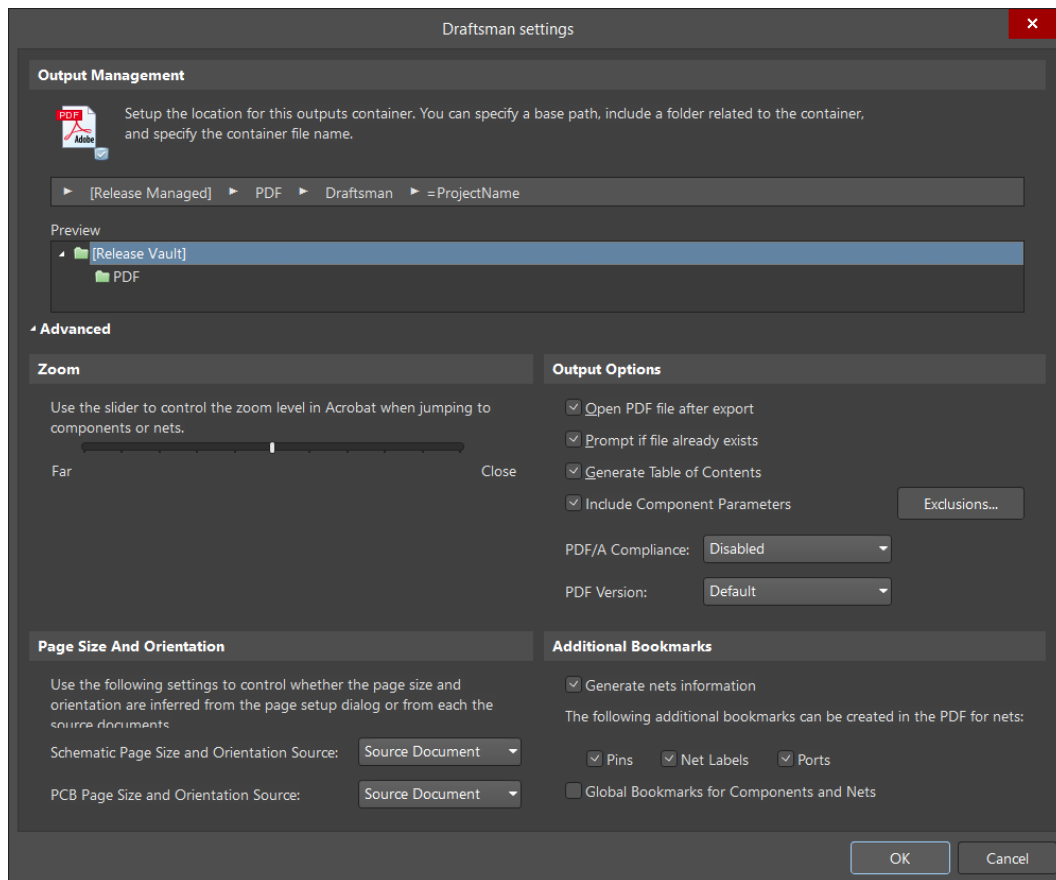 Draftsman settings
Output Management
PDF
Adobe
Setup the location for this outputs container. You can specify a base path, include a folder related to the container,
and specify the container file name.
[Release Managed] PDF Draftsman =ProjectName
Preview
[Release Vault]
PDF
Advanced
Zoom
Use the slider to control the zoom level in Acrobat when jumping to
components or nets.
Far Close
Output Options
Open PDF file after export
Prompt if file already exists
Generate Table of Contents
Include Component Parameters Exclusions...
PDF/A Compliance: Disabled
PDF Version: Default
Page Size And Orientation
Use the following settings to control whether the page size and
orientation are inferred from the page setup dialog or from each the
source documents
Schematic Page Size and Orientation Source: Source Document
PCB Page Size and Orientation Source: Source Document
Additional Bookmarks
Generate nets information
The following additional bookmarks can be created in the PDF for nets:
Pins Net Labels Ports
Global Bookmarks for Components and Nets
OK Cancel